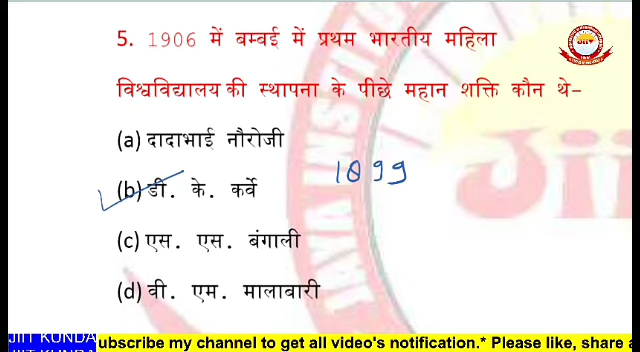 5. 1906 में बम्बई में प्रथम भारतीय महिला
विश्वविद्यालय की स्थापना के पीछे महान शक्ति कौन थे-
(a) दादाभाई नौरोजी
(b) डी. के. कर्वे
1899
(c) एस. एस. बंगाली
(d) वी. एम. मालाबारी
JIIT KUNDA
ubscribe my channel to get all video's notification.* Please like, share a